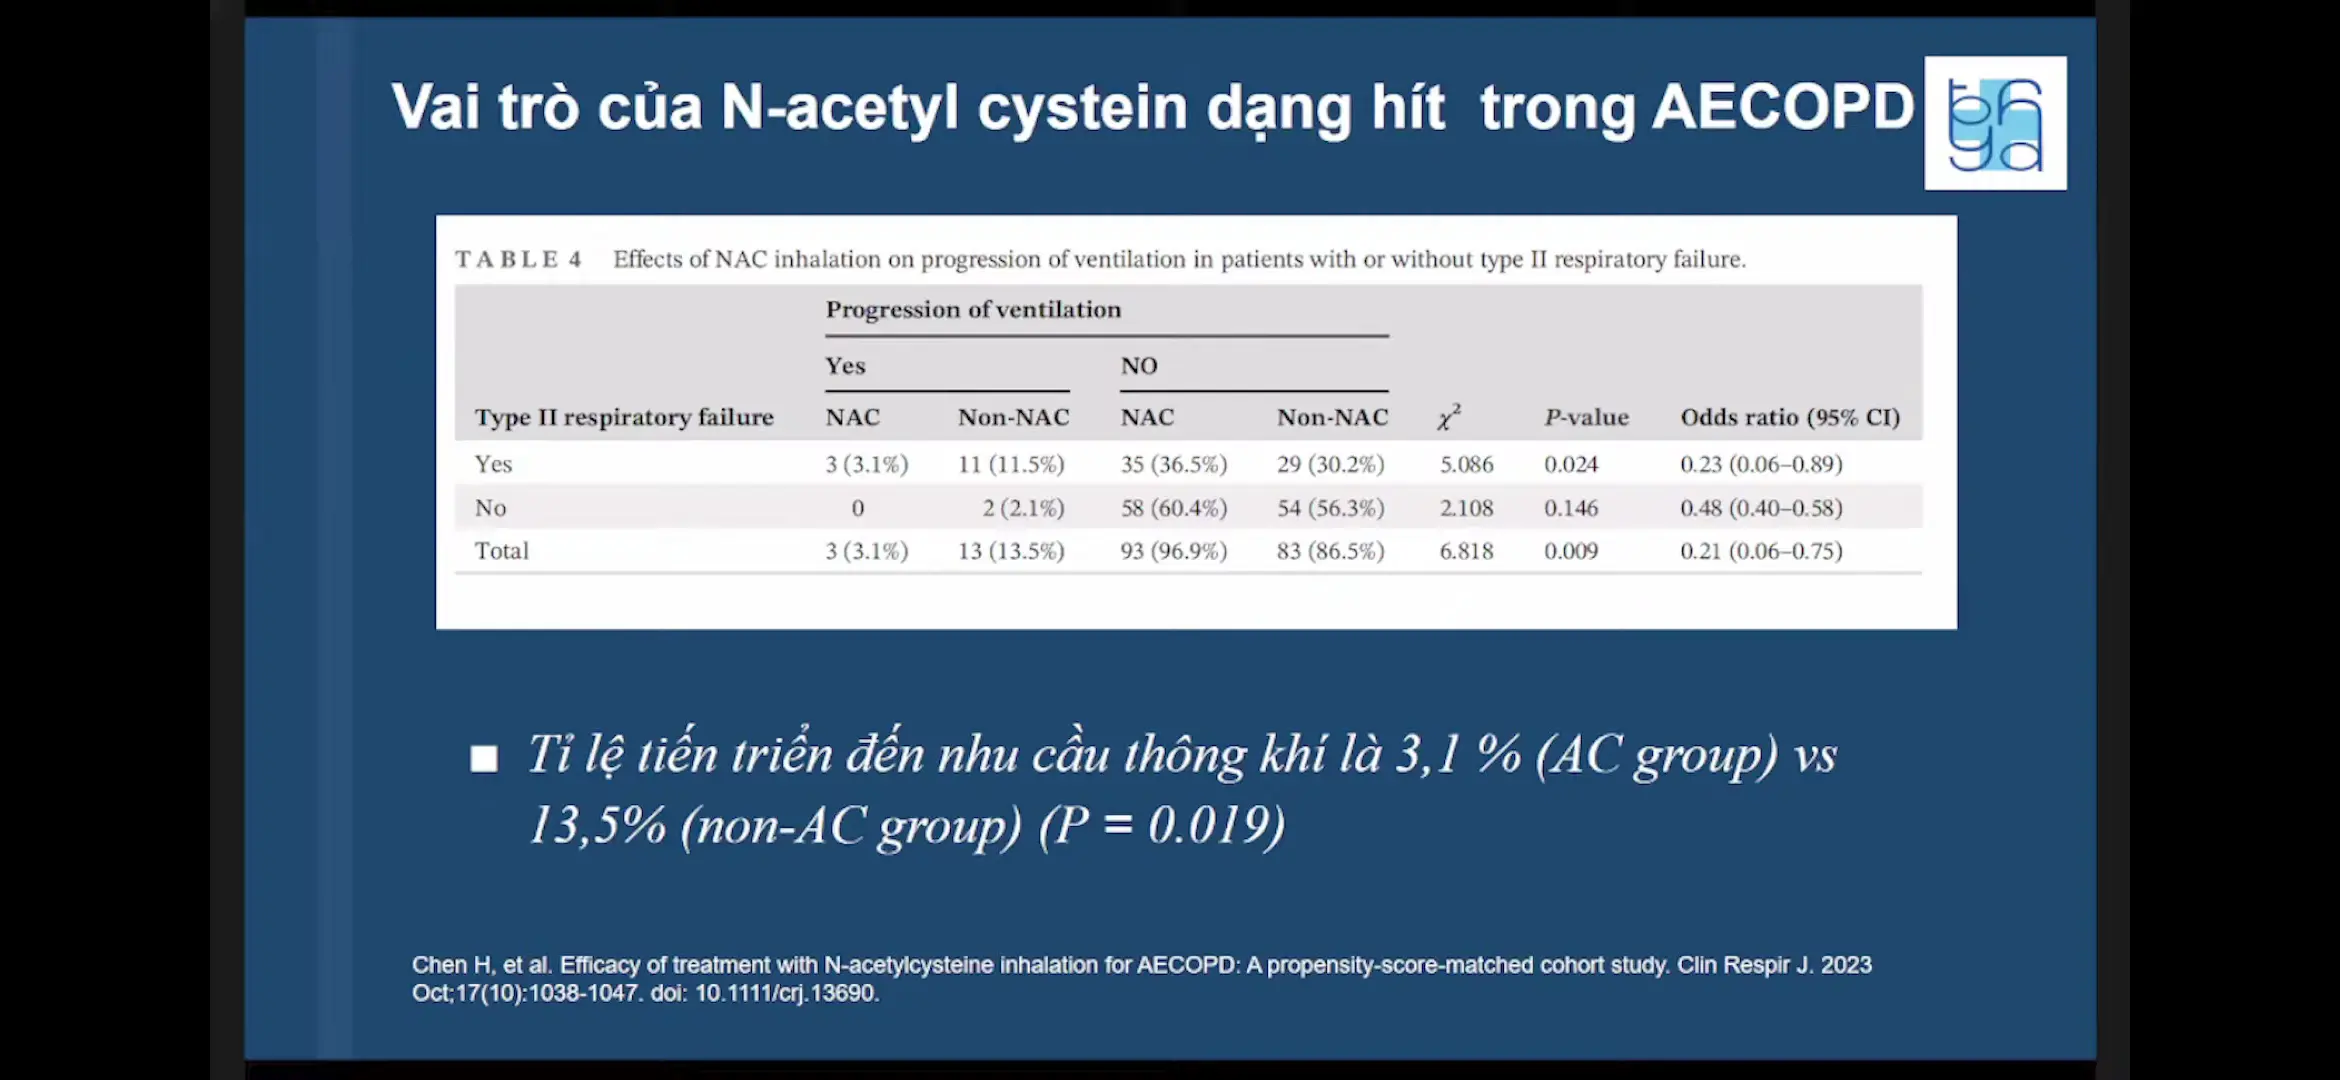 Vai trò của N-acetyl cystein dạng hít trong AECOPD
TABLE 4 Effects of NAC inhalation on progression of ventilation in patients with or without type II respiratory failure.
Progression of ventilation
Yes NO
Type II respiratory failure NAC Non-NAC NAC Non-NAC χ² P-value Odds ratio (95% CI)
Yes 3 (3.1%) 11 (11.5%) 35 (36.5%) 29 (30.2%) 5.086 0.024 0.23 (0.06–0.89)
No 0 2 (2.1%) 58 (60.4%) 54 (56.3%) 2.108 0.146 0.48 (0.40–0.58)
Total 3 (3.1%) 13 (13.5%) 93 (96.9%) 83 (86.5%) 6.818 0.009 0.21 (0.06–0.75)
Tỉ lệ tiến triển đến nhu cầu thông khí là 3,1 % (AC group) vs
13,5% (non-AC group) (P = 0.019)
Chen H, et al. Efficacy of treatment with N-acetylcysteine inhalation for AECOPD: A propensity-score-matched cohort study. Clin Respir J. 2023
Oct;17(10):1038-1047. doi: 10.1111/crj.13690.